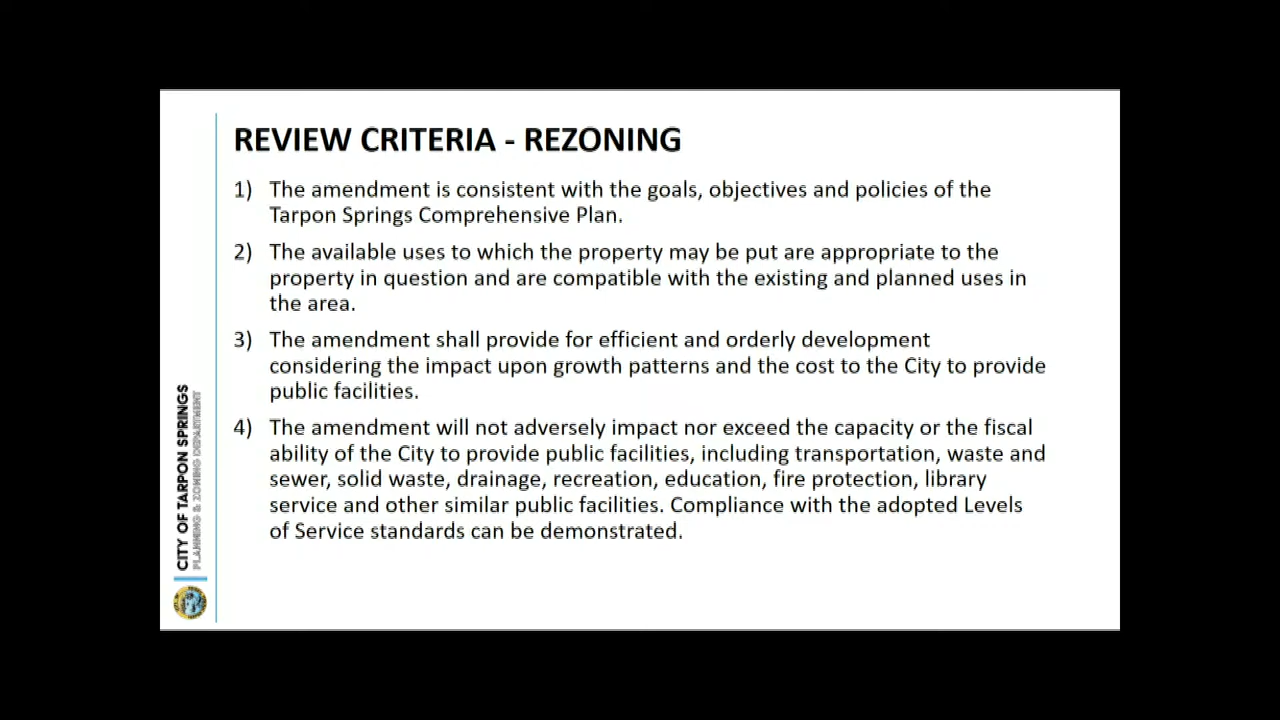 REVIEW CRITERIA - REZONING
1) The amendment is consistent with the goals, objectives and policies of the
Tarpon Springs Comprehensive Plan.
2) The available uses to which the property may be put are appropriate to the
property in question and are compatible with the existing and planned uses in
the area.
3) The amendment shall provide for efficient and orderly development
considering the impact upon growth patterns and the cost to the City to provide
public facilities.
4) The amendment will not adversely impact nor exceed the capacity or the fiscal
ability of the City to provide public facilities, including transportation, waste and
sewer, solid waste, drainage, recreation, education, fire protection, library
service and other similar public facilities. Compliance with the adopted Levels
of Service standards can be demonstrated.
CITY OF TARPON SPRINGS
PLANNING & ZONING DEPARTMENT